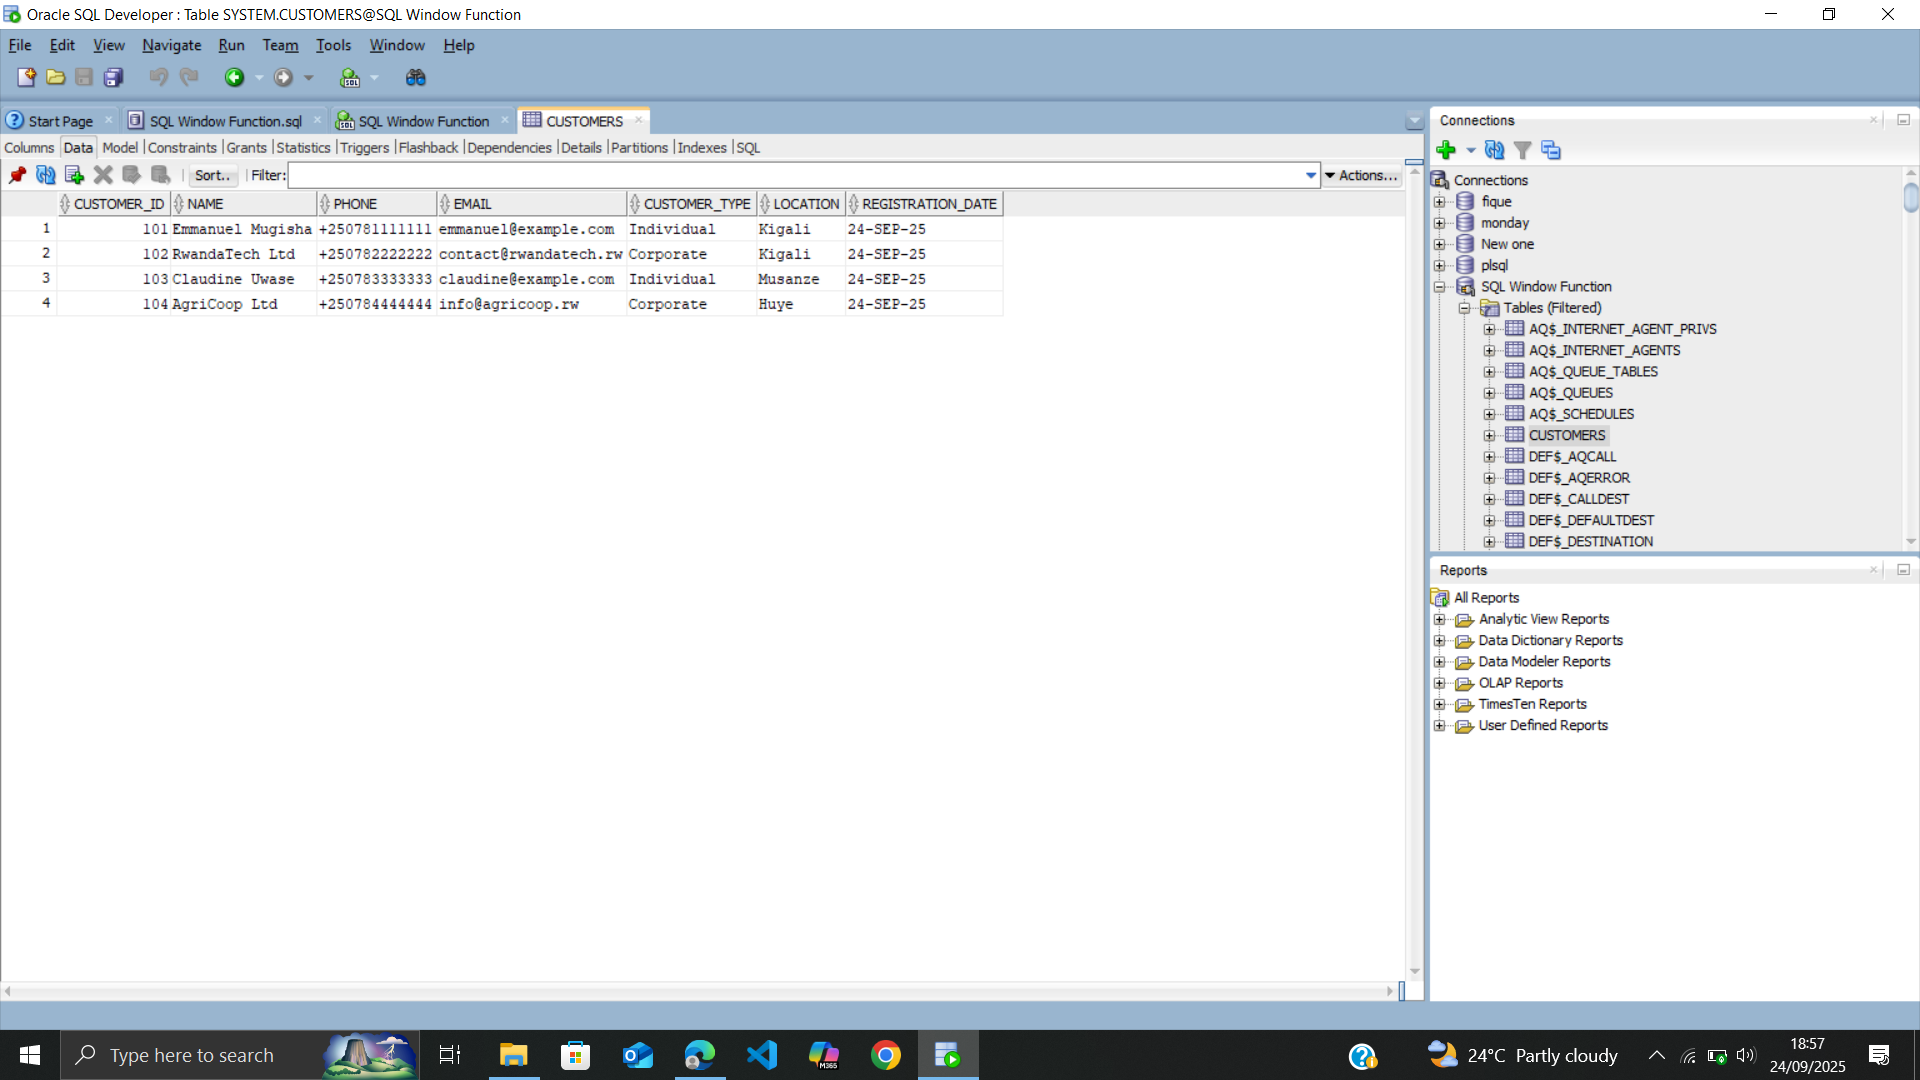 Oracle SQL Developer : Table SYSTEM.CUSTOMERS@SQL Window Function
File Edit View Navigate Run Team Tools Window Help
Start Page SQL Window Function.sql SQL Window Function CUSTOMERS
Columns Data Model Constraints Grants Statistics Triggers Flashback Dependencies Details Partitions Indexes SQL
Sort.. Filter: Actions...
CUSTOMER_ID NAME PHONE EMAIL CUSTOMER_TYPE LOCATION REGISTRATION_DATE
1 101 Emmanuel Mugisha +250781111111 emmanuel@example.com Individual Kigali 24-SEP-25
2 102 RwandaTech Ltd +250782222222 contact@rwandatech.rw Corporate Kigali 24-SEP-25
3 103 Claudine Uwase +250783333333 claudine@example.com Individual Musanze 24-SEP-25
4 104 AgriCoop Ltd +250784444444 info@agricoop.rw Corporate Huye 24-SEP-25
Connections
Connections
fique
monday
New one
plsql
SQL Window Function
Tables (Filtered)
AQ$_INTERNET_AGENT_PRIVS
AQ$_INTERNET_AGENTS
AQ$_QUEUE_TABLES
AQ$_QUEUES
AQ$_SCHEDULES
CUSTOMERS
DEF$_AQCALL
DEF$_AQERROR
DEF$_CALLDEST
DEF$_DEFAULTDEST
DEF$_DESTINATION
Reports
All Reports
Analytic View Reports
Data Dictionary Reports
Data Modeler Reports
OLAP Reports
TimesTen Reports
User Defined Reports
Type here to search
M365
24°C Partly cloudy
18:57
24/09/2025